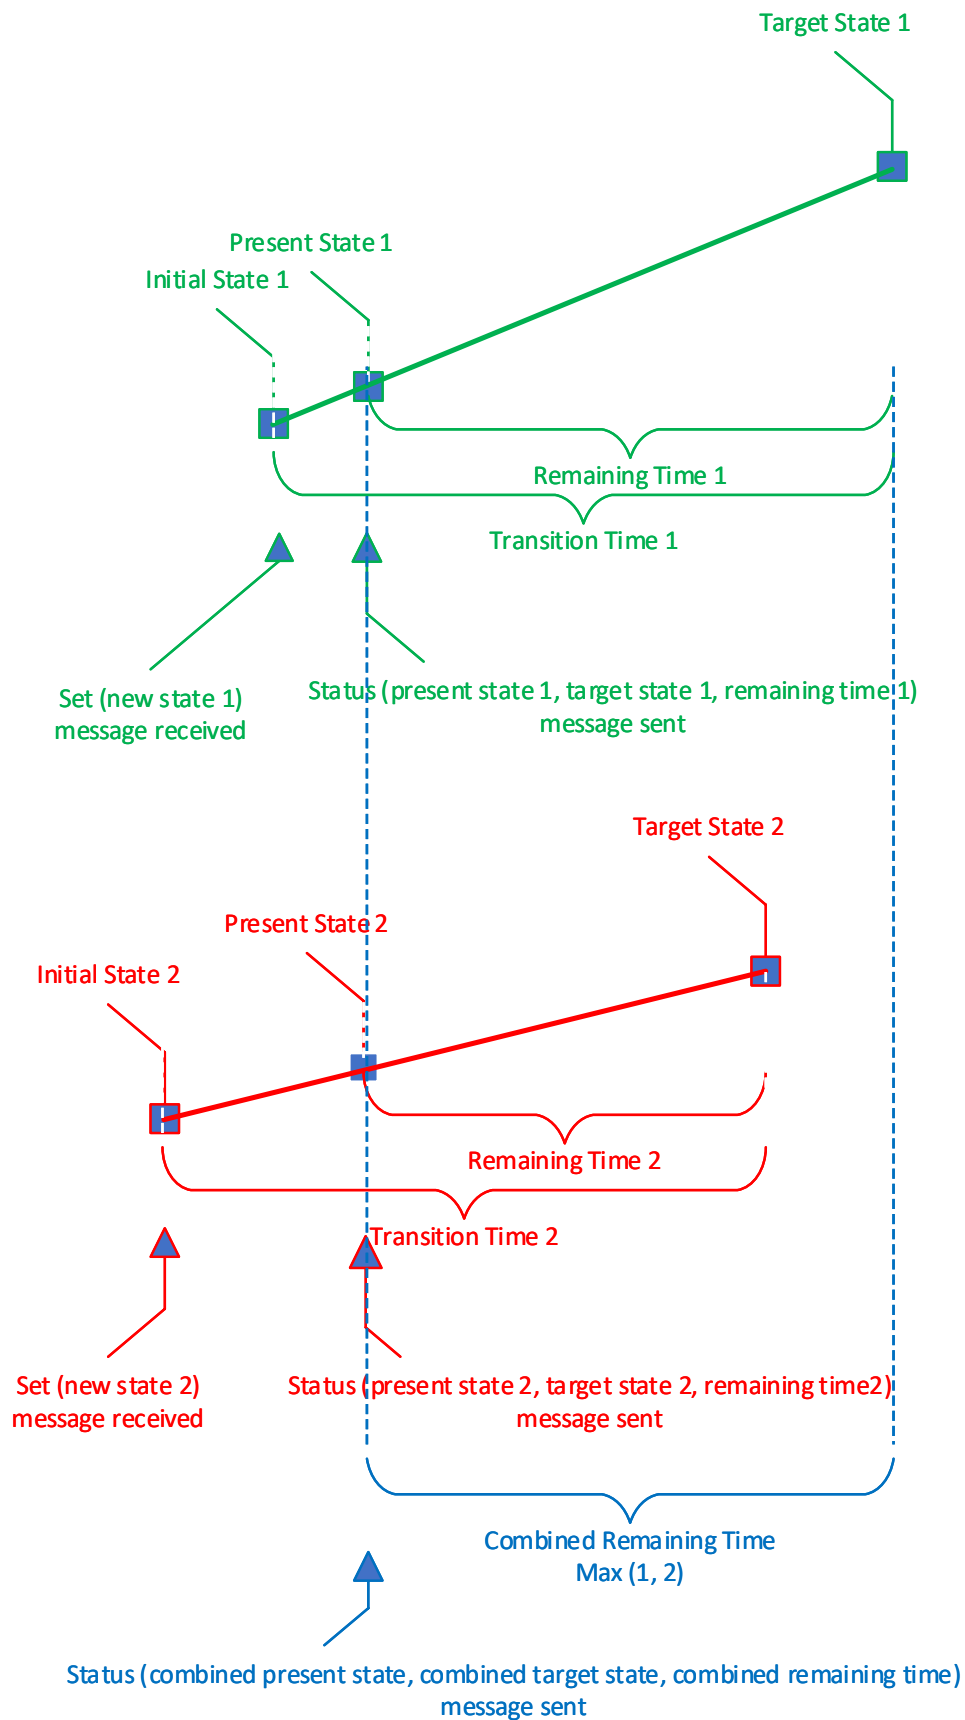 Target State 1
Present State 1
Initial State 1
Remaining Time 1
Transition Time 1
Set (new state 1)
message received
Status (present state 1, target state 1, remaining time 1)
message sent
Target State 2
Present State 2
Initial State 2
Remaining Time 2
Transition Time 2
Set (new state 2)
message received
Status (present state 2, target state 2, remaining time2)
message sent
Combined Remaining Time
Max (1, 2)
Status (combined present state, combined target state, combined remaining time)
message sent